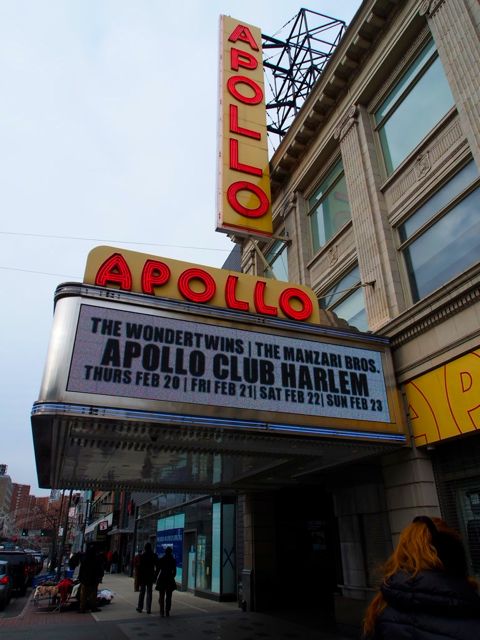 APOLLO
APOLLO
THE WONDERTWINS | THE MANZARI BROS.
APOLLO CLUB HARLEM
THURS FEB 20 | FRI FEB 21| SAT FEB 22| SUN FEB 23
AP